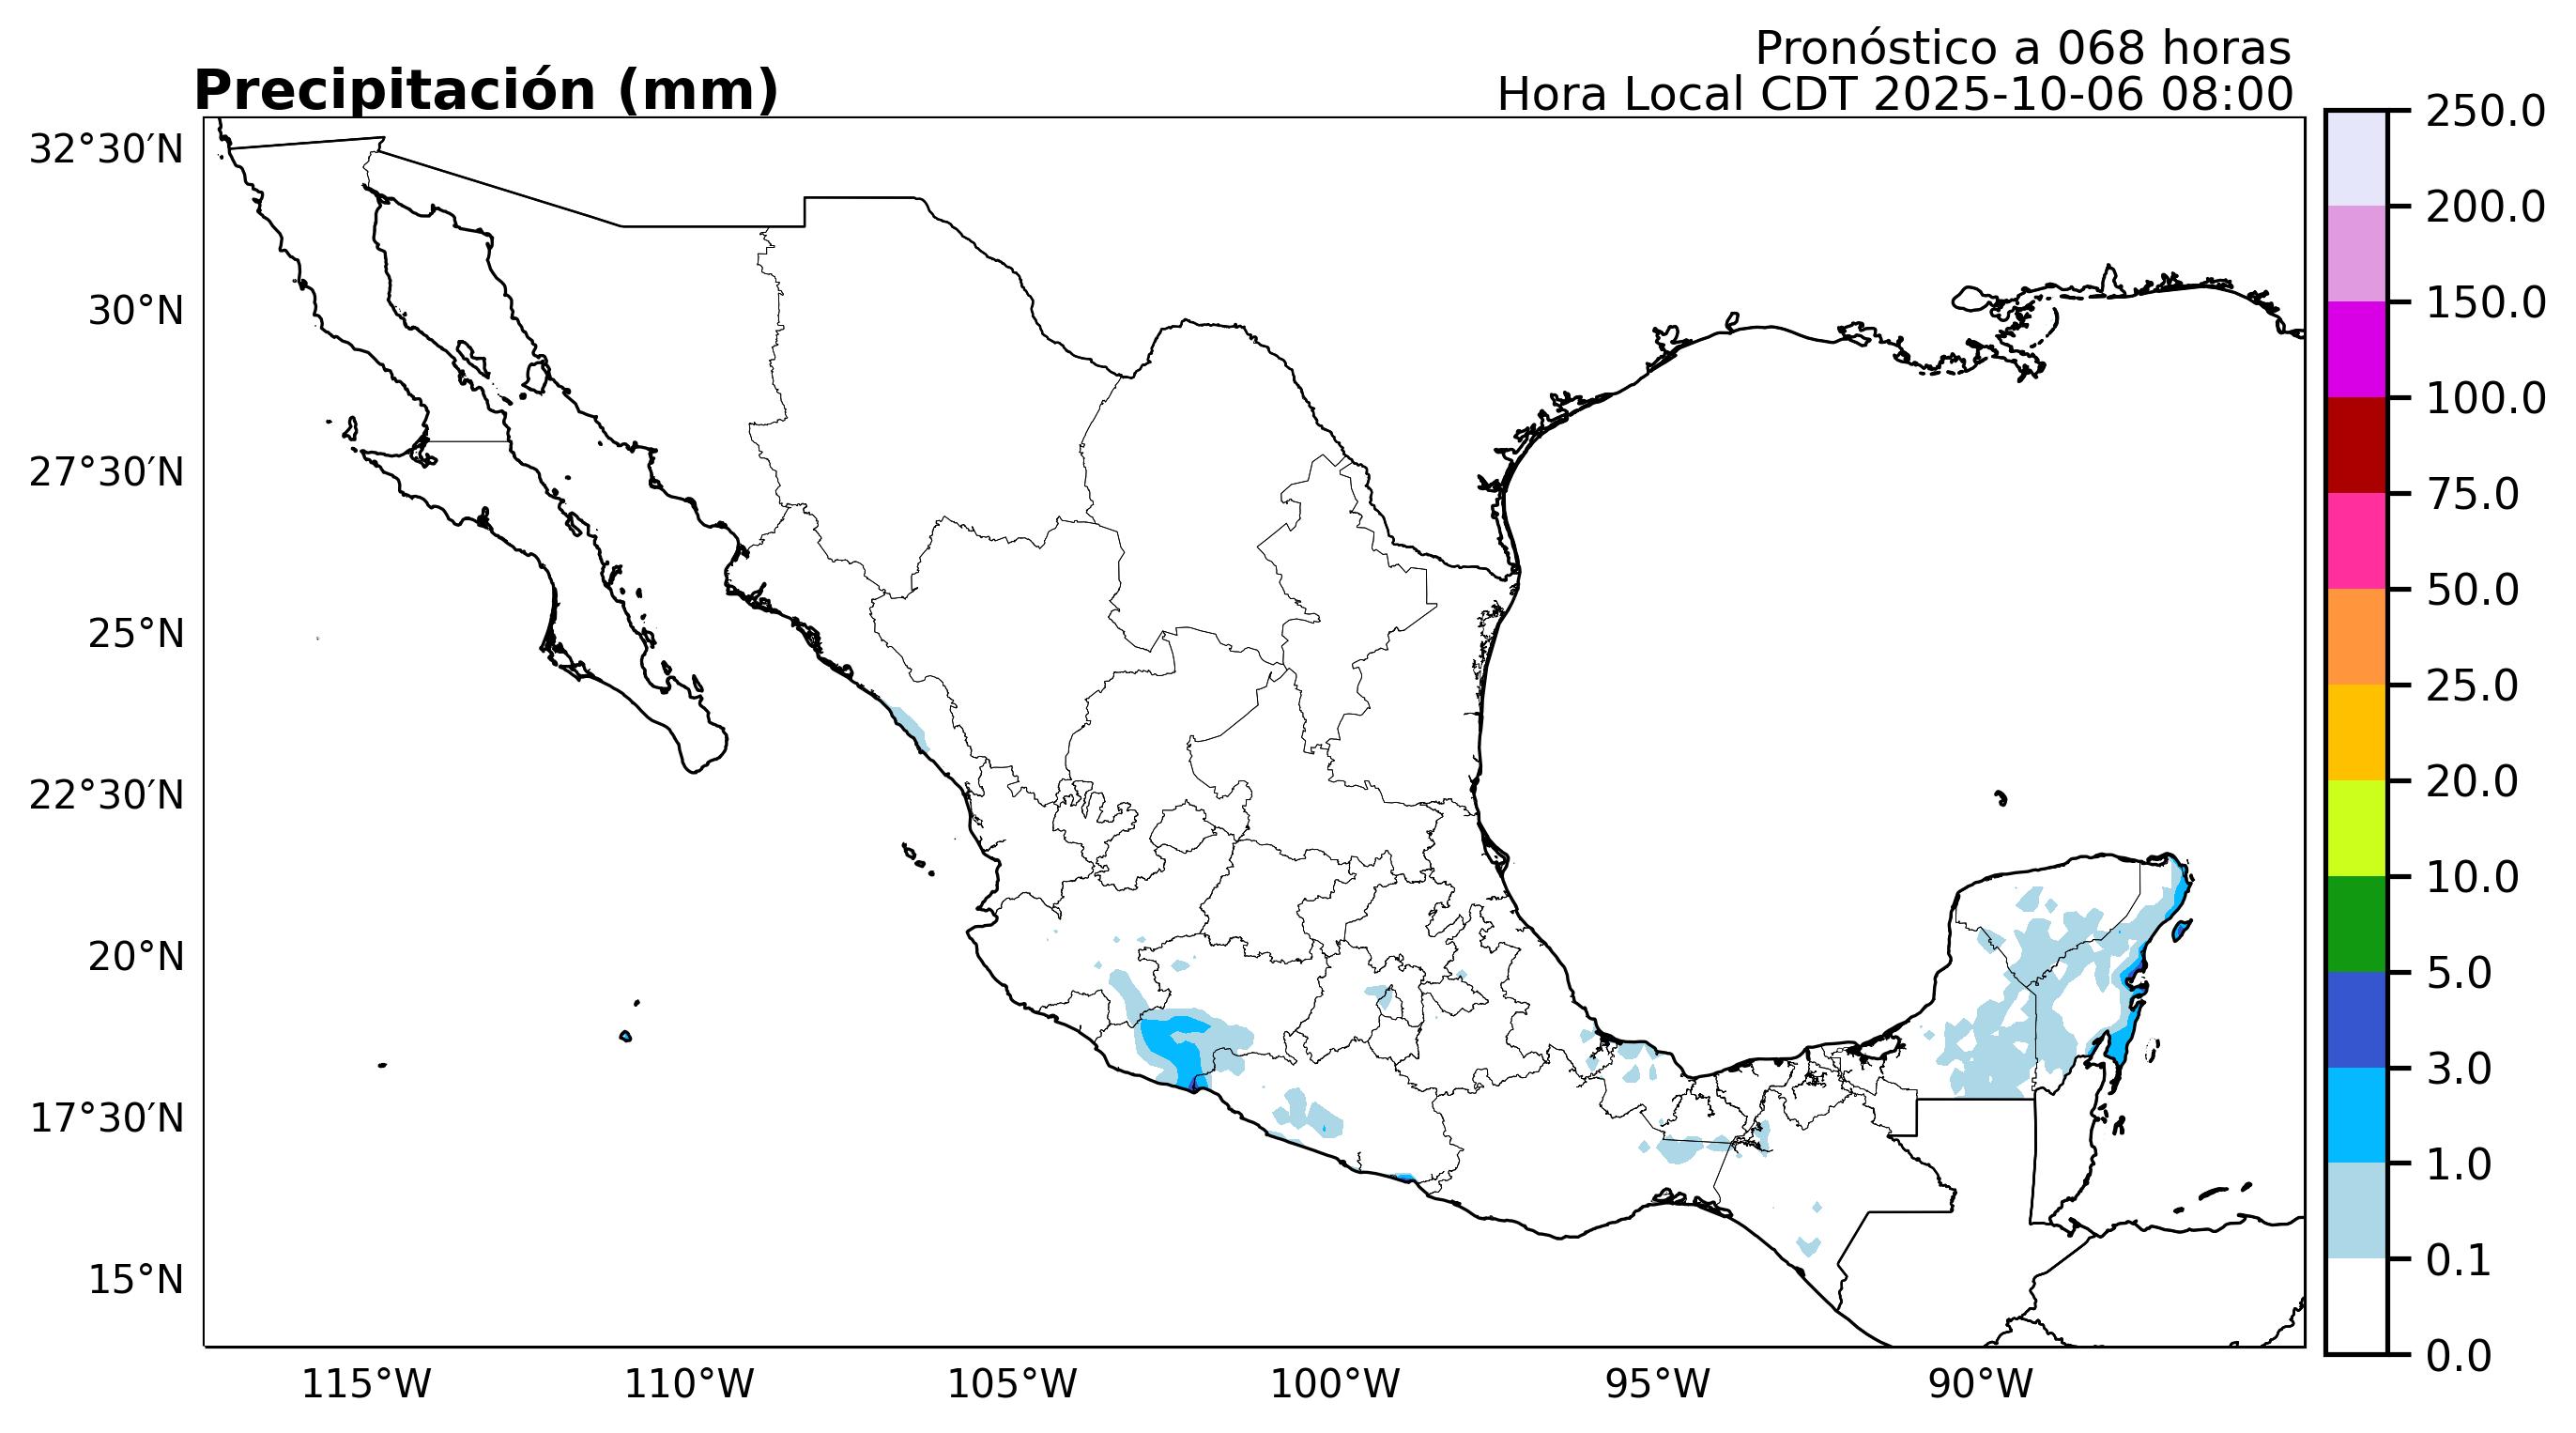 Pronóstico a 068 horas
Precipitación (mm)
Hora Local CDT 2025-10-06 08:00
32°30′N
30°N
27°30′N
25°N
22°30′N
20°N
17°30′N
15°N
115°W
110°W
105°W
100°W
95°W
90°W
250.0
200.0
150.0
100.0
75.0
50.0
25.0
20.0
10.0
5.0
3.0
1.0
0.1
0.0